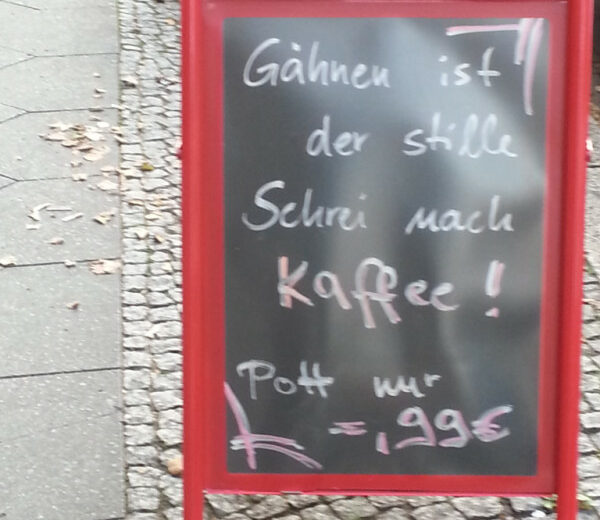 Gähnen ist
der stille
Schrei nach
Kaffee!
Pott nur
=,99€